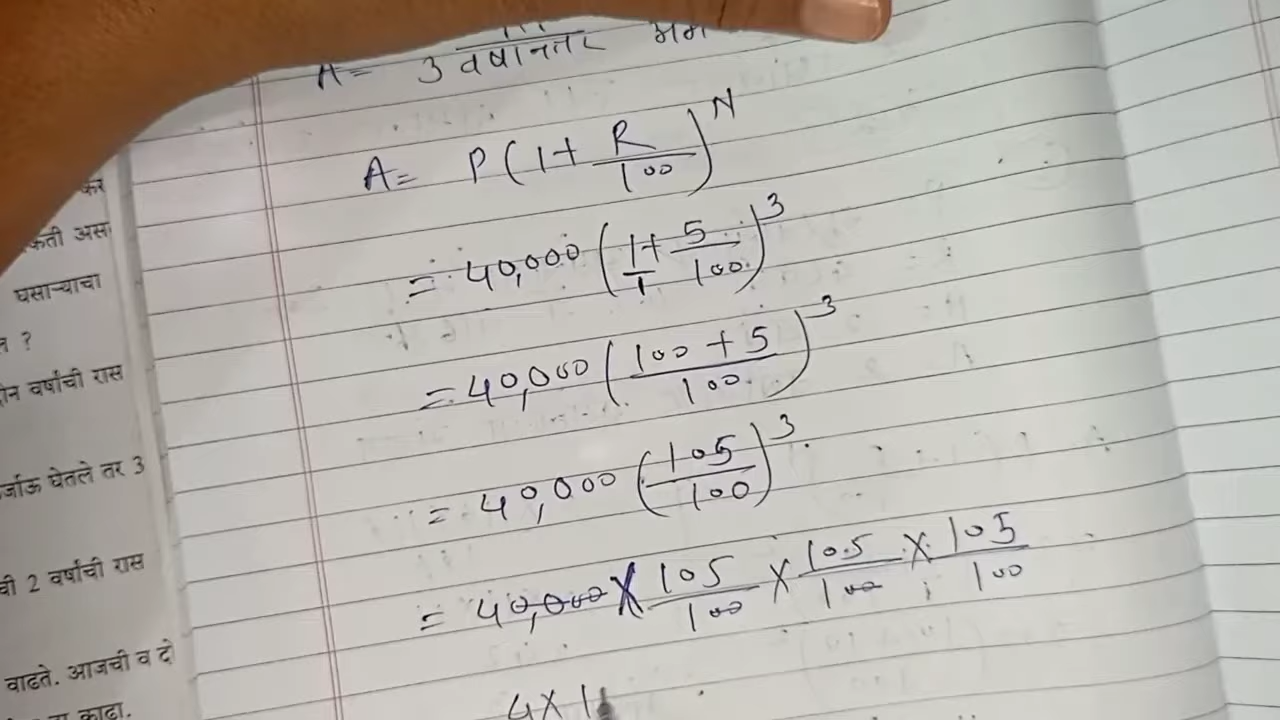 A = 3 वर्षानंतर
A = P(1+R/100)^N
= 40,000 (1/1+5/100)^3
= 40,000 (100+5/100)^3
= 40,000 (105/100)^3.
= 40,000 X 105/100 X 105/100 X 105/100
4X1
कर
किती अस
घसाऱ्याचा
?
दोन वर्षांची रास
कर्जाऊ घेतले तर 3
ची 2 वर्षांची रास
वाढते. आजची व दो
काढा.